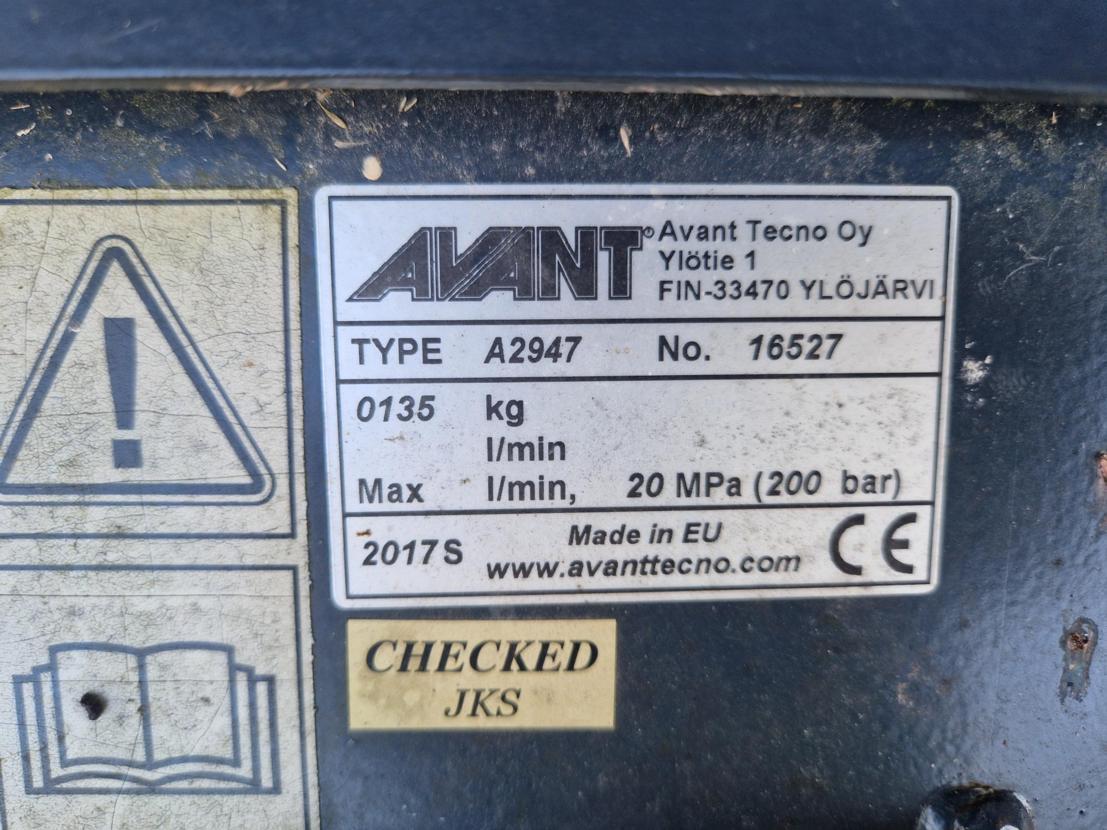 AVANT®
Avant Tecno Oy
Ylötie 1
FIN-33470 YLÖJÄRVI
TYPE A2947 No. 16527
0135 kg
l/min
Max l/min, 20 MPa (200 bar)
2017S
Made in EU
www.avanttecno.com
CE
CHECKED
JKS